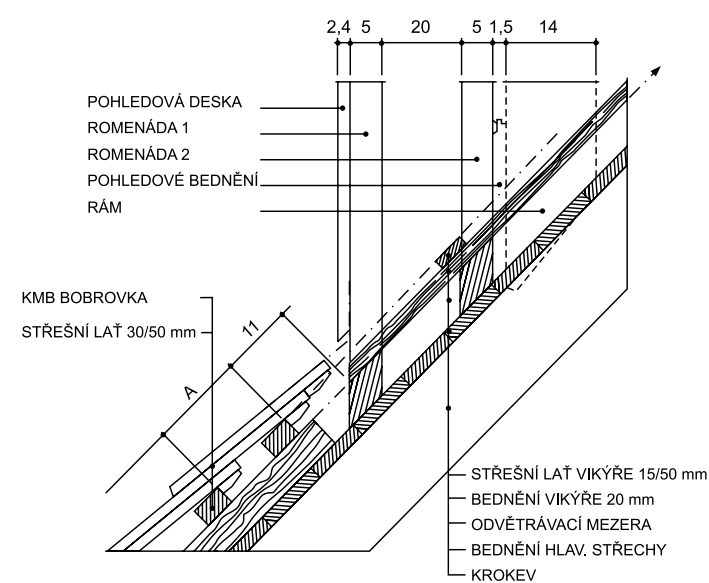 2,4 5 20 5 1,5 14
POHLEDOVÁ DESKA
ROMENÁDA 1
ROMENÁDA 2
POHLEDOVÉ BEDNĚNÍ
RÁM
KMB BOBROVKA
STŘEŠNÍ LAŤ 30/50 mm
11
A
STŘEŠNÍ LAŤ VIKÝŘE 15/50 mm
BEDNĚNÍ VIKÝŘE 20 mm
ODVĚTRÁVACÍ MEZERA
BEDNĚNÍ HLAV. STŘECHY
KROKEV